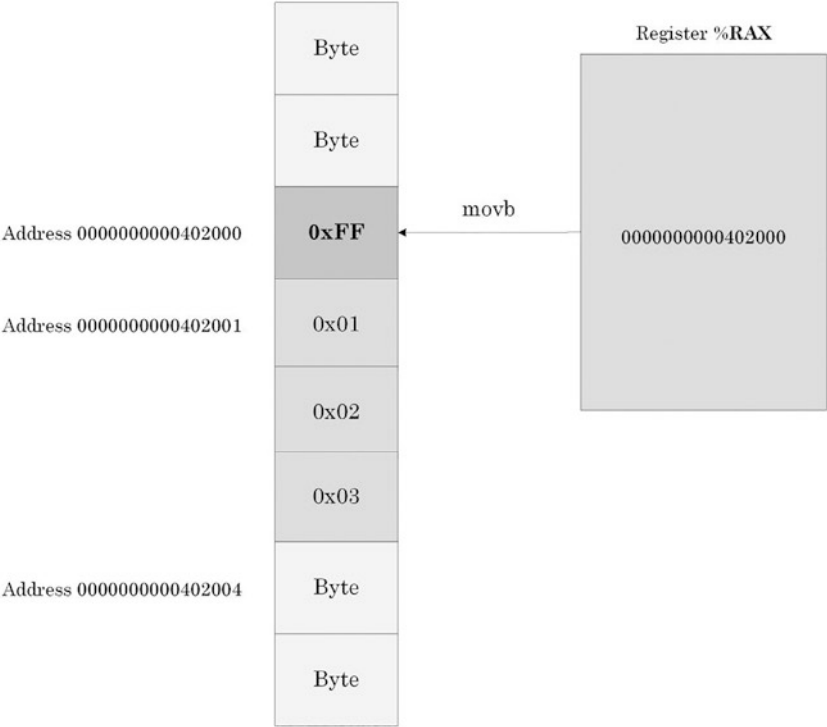 Byte
Register %RAX
Byte
movb
Address 0000000000402000
0xFF
0000000000402000
Address 0000000000402001
0x01
0x02
0x03
Address 0000000000402004
Byte
Byte